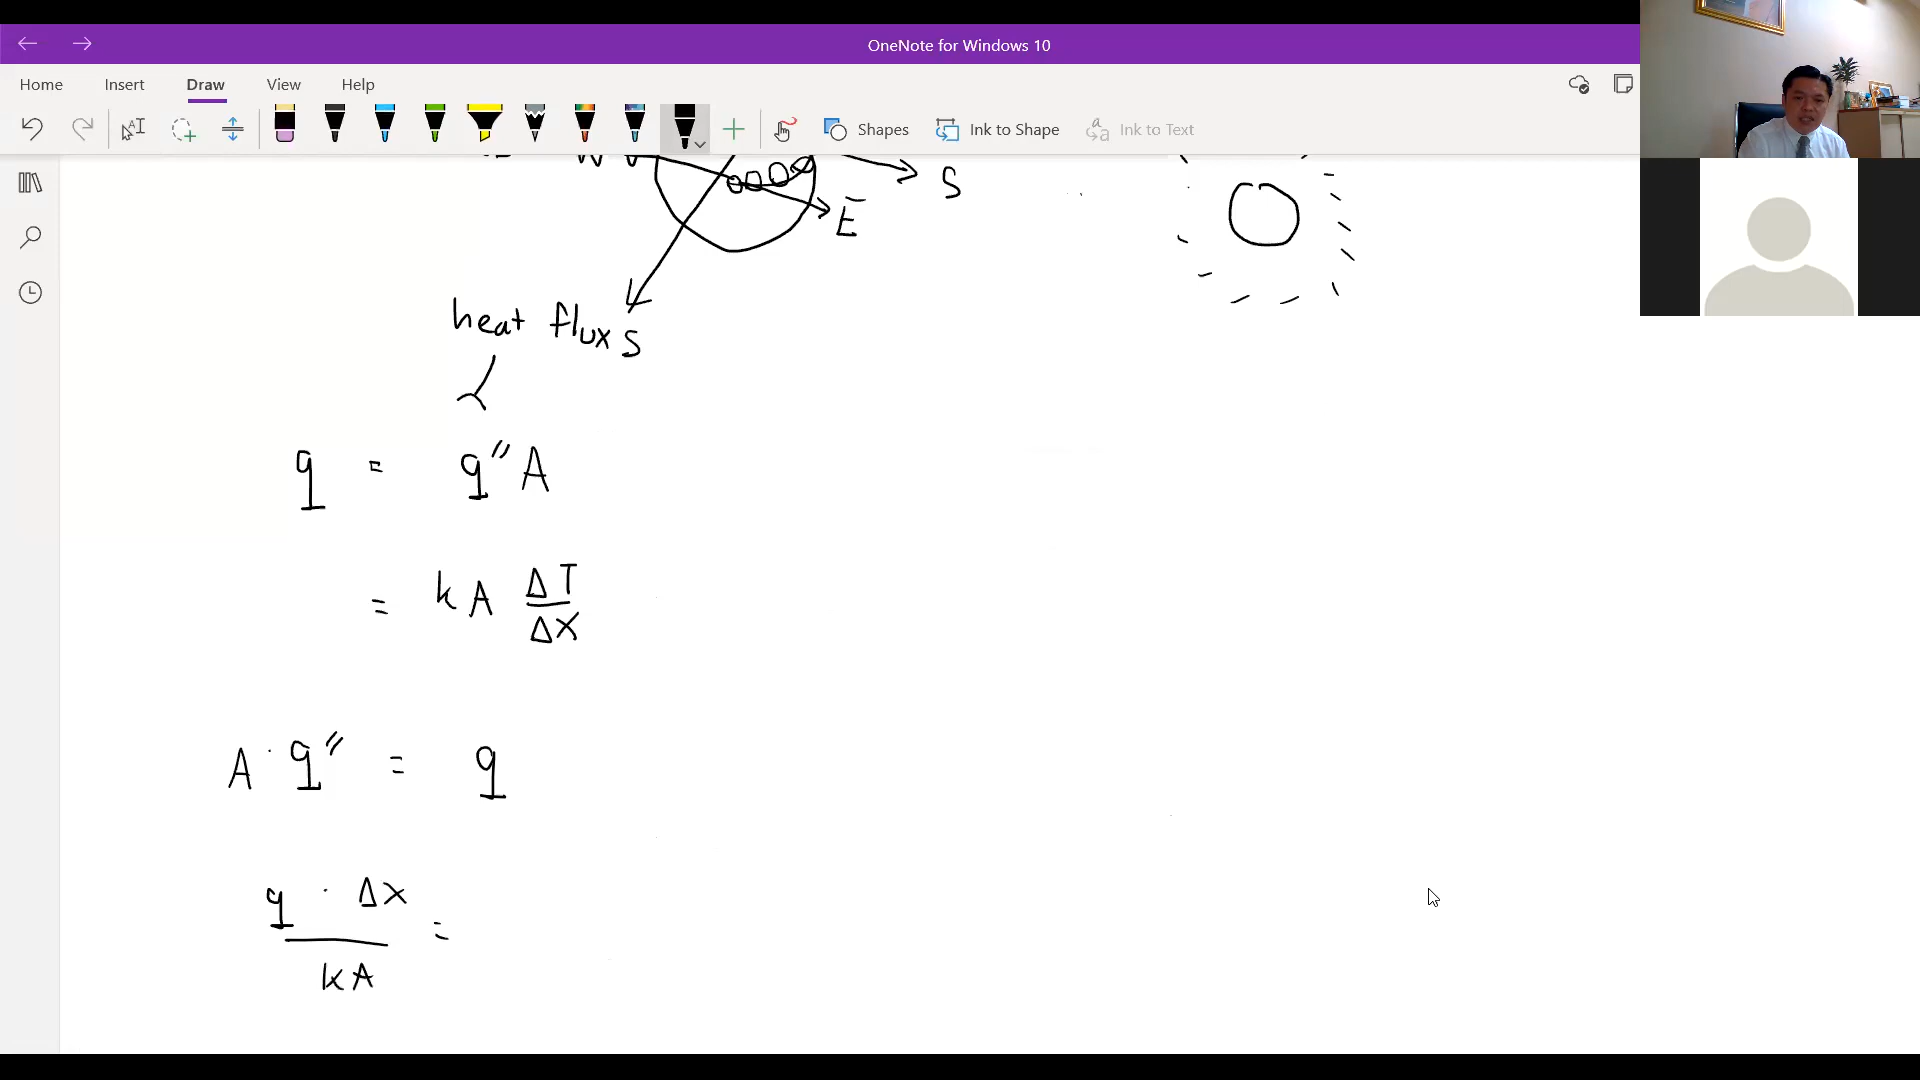 OneNote for Windows 10
Home Insert Draw View Help
Shapes Ink to Shape Ink to Text
S
E
heat flux S
q = q″ A
= k A ΔT/ΔX
A · q″ = q
q · ΔX / kA =